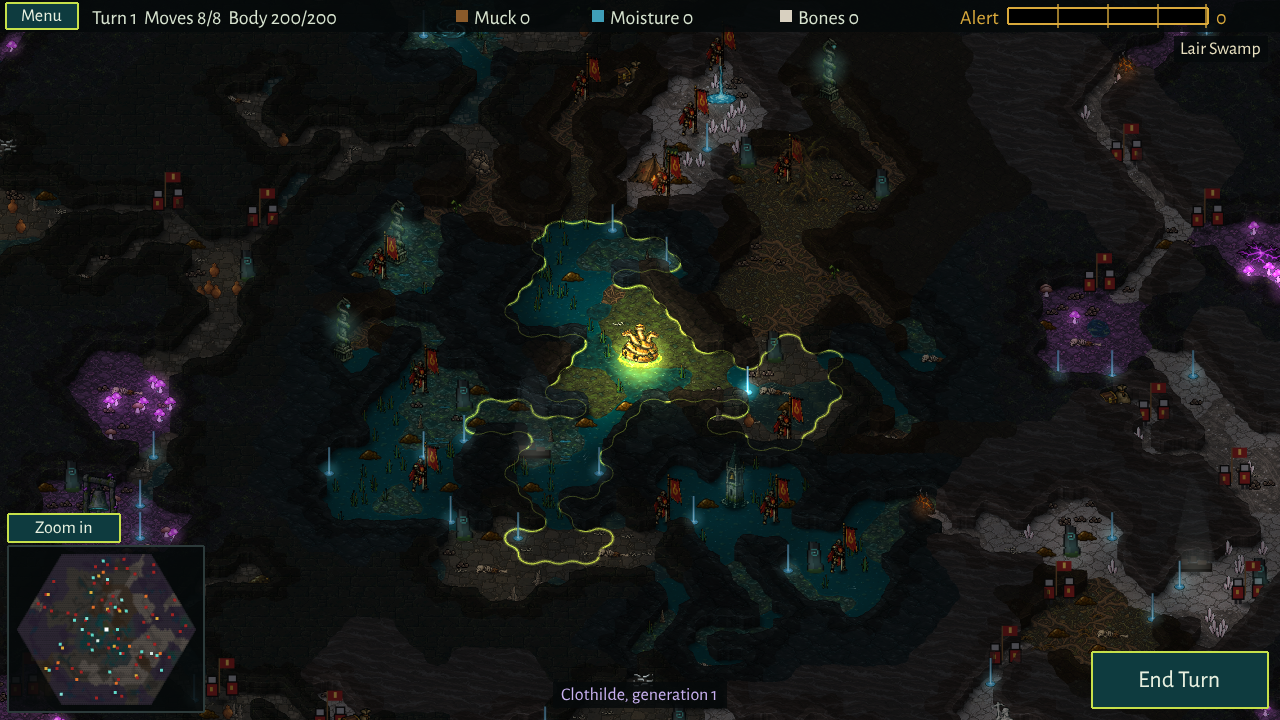 Menu
Turn 1 Moves 8/8 Body 200/200
Muck 0
Moisture 0
Bones 0
Alert 0
Lair Swamp
Zoom in
Clothilde, generation 1
End Turn